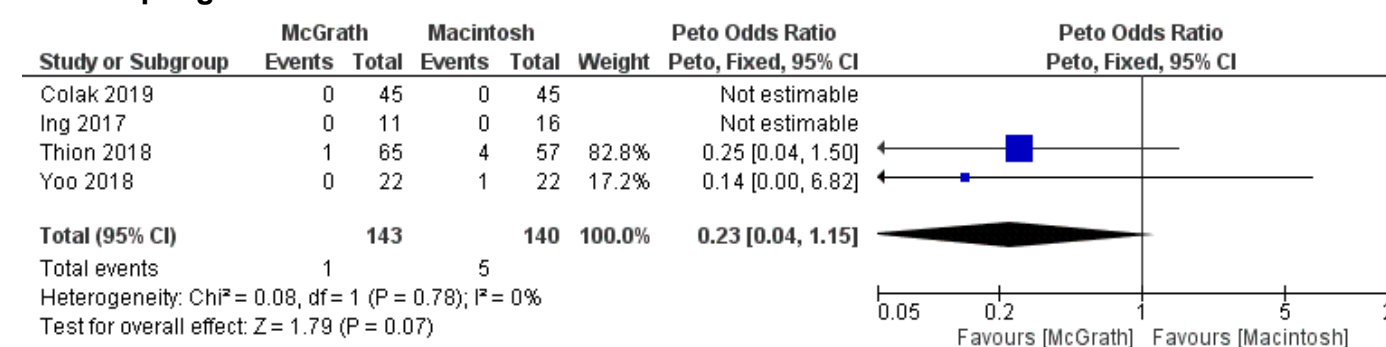 McGrath Macintosh Peto Odds Ratio Peto Odds Ratio
Study or Subgroup Events Total Events Total Weight Peto, Fixed, 95% CI Peto, Fixed, 95% CI
Colak 2019 0 45 0 45 Not estimable
Ing 2017 0 11 0 16 Not estimable
Thion 2018 1 65 4 57 82.8% 0.25 [0.04, 1.50]
Yoo 2018 0 22 1 22 17.2% 0.14 [0.00, 6.82]
Total (95% CI) 143 140 100.0% 0.23 [0.04, 1.15]
Total events 1 5
Heterogeneity: Chi² = 0.08, df = 1 (P = 0.78); I² = 0%
Test for overall effect: Z = 1.79 (P = 0.07)
0.05 0.2 1 5
Favours [McGrath] Favours [Macintosh]